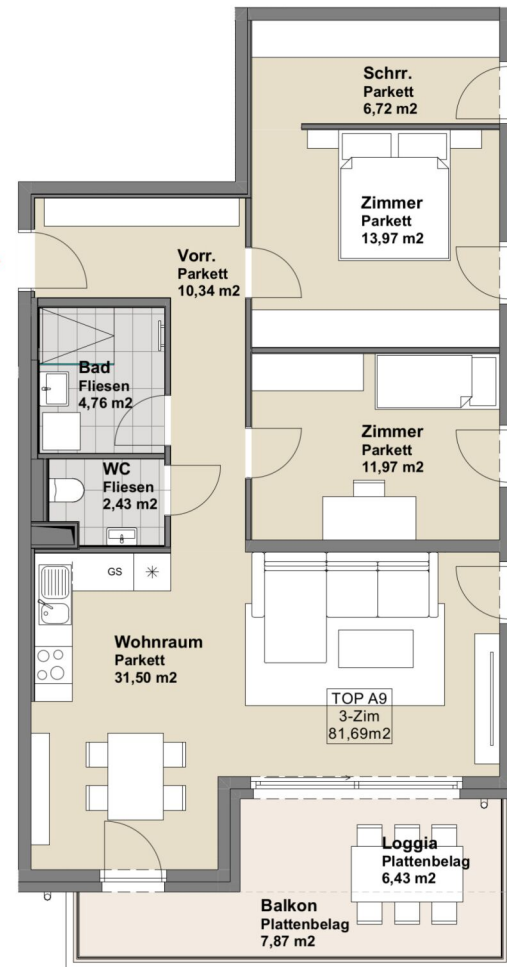 Schrr.
Parkett
6,72 m2
Zimmer
Parkett
13,97 m2
Vorr.
Parkett
10,34 m2
Bad
Fliesen
4,76 m2
Zimmer
Parkett
11,97 m2
WC
Fliesen
2,43 m2
GS
Wohnraum
Parkett
31,50 m2
TOP A9
3-Zim
81,69m2
Loggia
Plattenbelag
6,43 m2
Balkon
Plattenbelag
7,87 m2